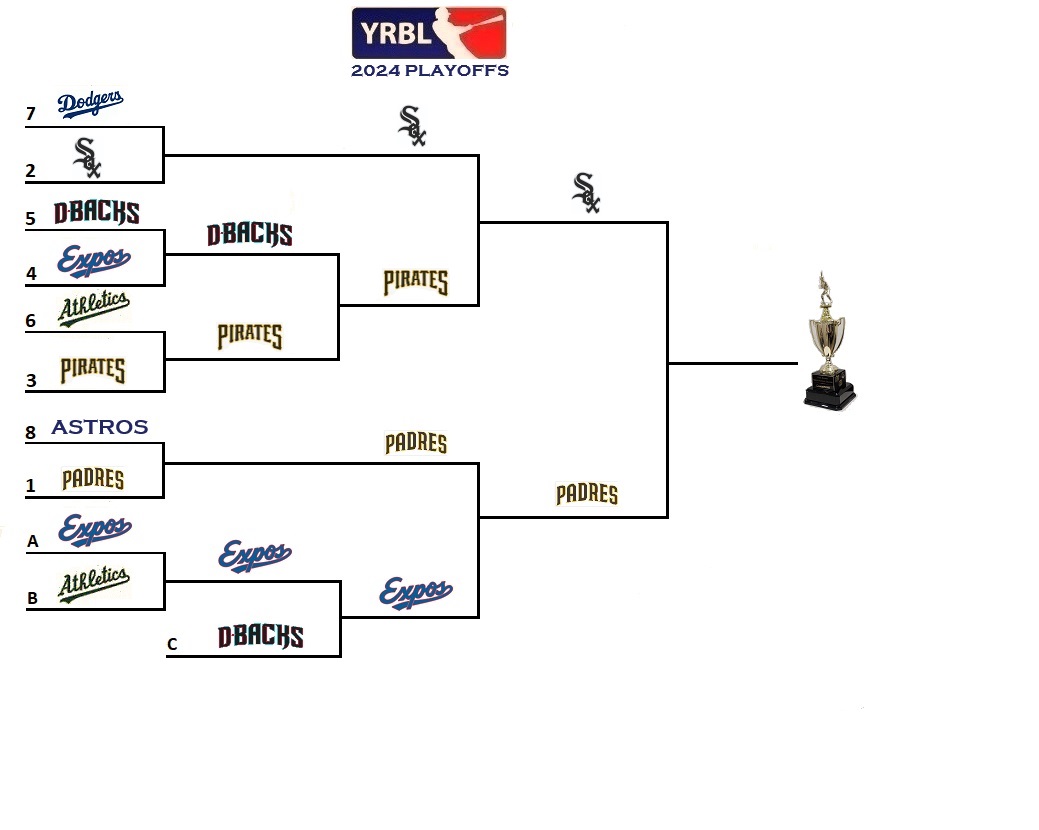 YRBL
2024 PLAYOFFS
7 Dodgers
Sox
2 Sox
Sox
5 D·BACKS
D·BACKS
4 Expos
PIRATES
6 Athletics
PIRATES
3 PIRATES
8 ASTROS
PADRES
1 PADRES
PADRES
A Expos
Expos
B Athletics
Expos
C D·BACKS